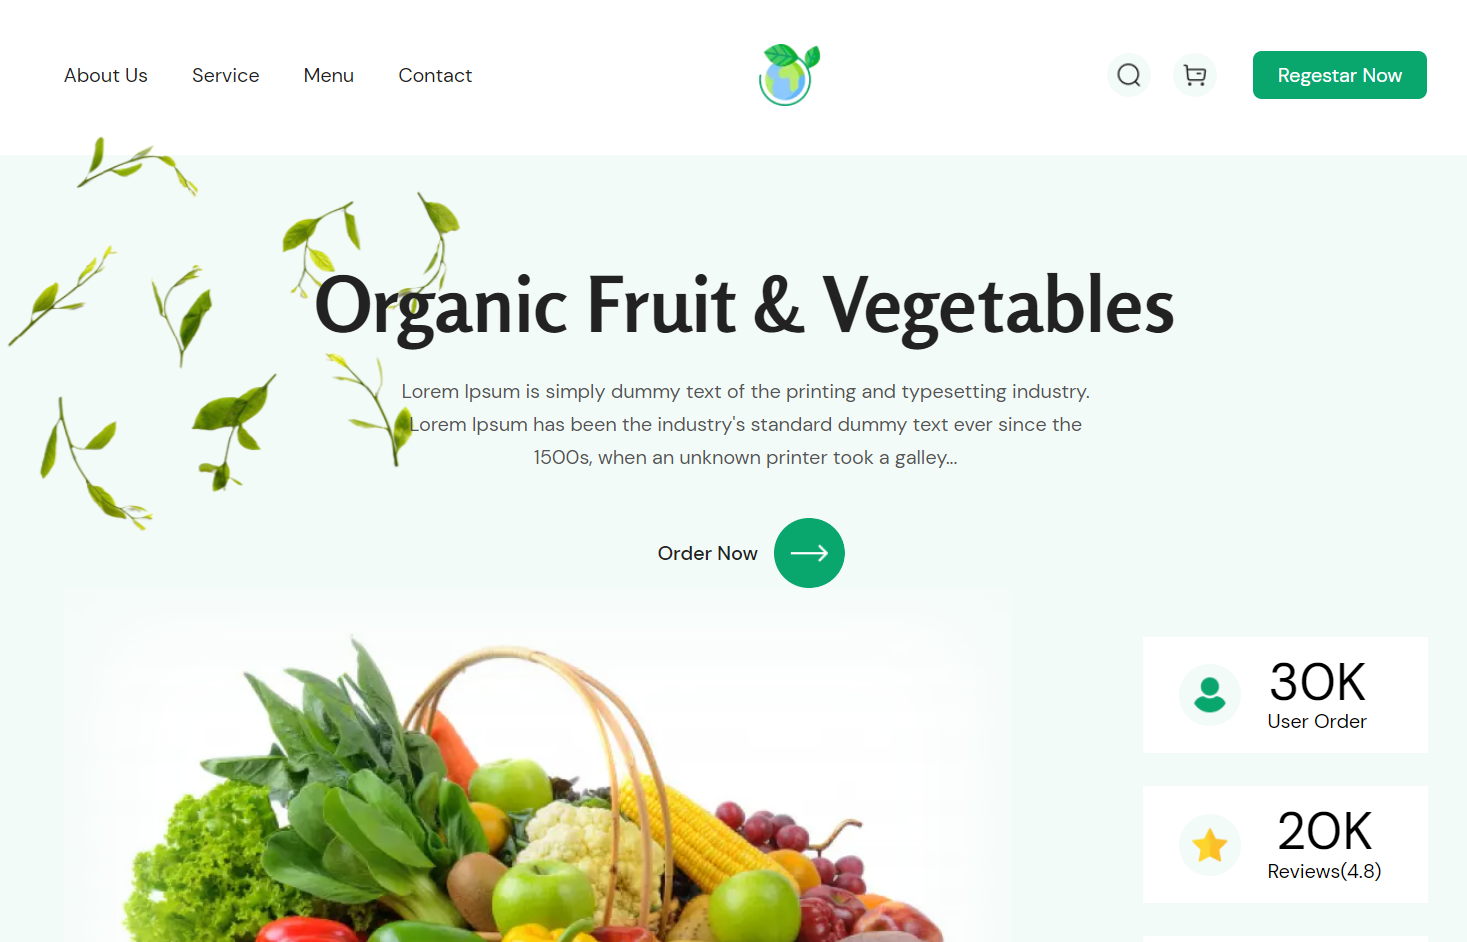 About Us
Service
Menu
Contact
Regestar Now
Organic Fruit & Vegetables
Lorem Ipsum is simply dummy text of the printing and typesetting industry.
Lorem Ipsum has been the industry's standard dummy text ever since the
1500s, when an unknown printer took a galley...
Order Now
30K
User Order
20K
Reviews(4.8)